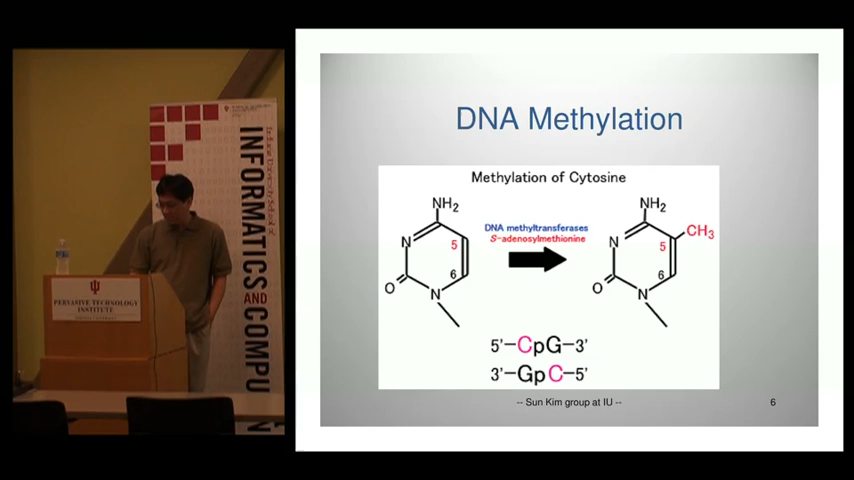 INFORMATICS
AND
COMPU
PERVASIVE TECHNOLOGY
INSTITUTE
DNA Methylation
Methylation of Cytosine
NH2
N
5
6
O
N
DNA methyltransferases
S-adenosylmethionine
NH2
CH3
N
5
6
O
N
5'–CpG–3'
3'–GpC–5'
-- Sun Kim group at IU --
6